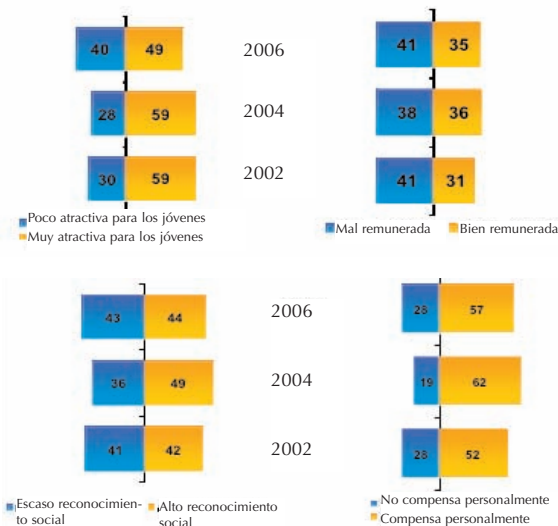 40 49 2006 41 35
28 59 2004 38 36
30 59 2002 41 31
Poco atractiva para los jóvenes
Muy atractiva para los jóvenes
Mal remunerada Bien remunerada
43 44 2006 28 57
36 49 2004 19 62
41 42 2002 28 52
Escaso reconocimien-
to social
Alto reconocimiento
social
No compensa personalmente
Compensa personalmente